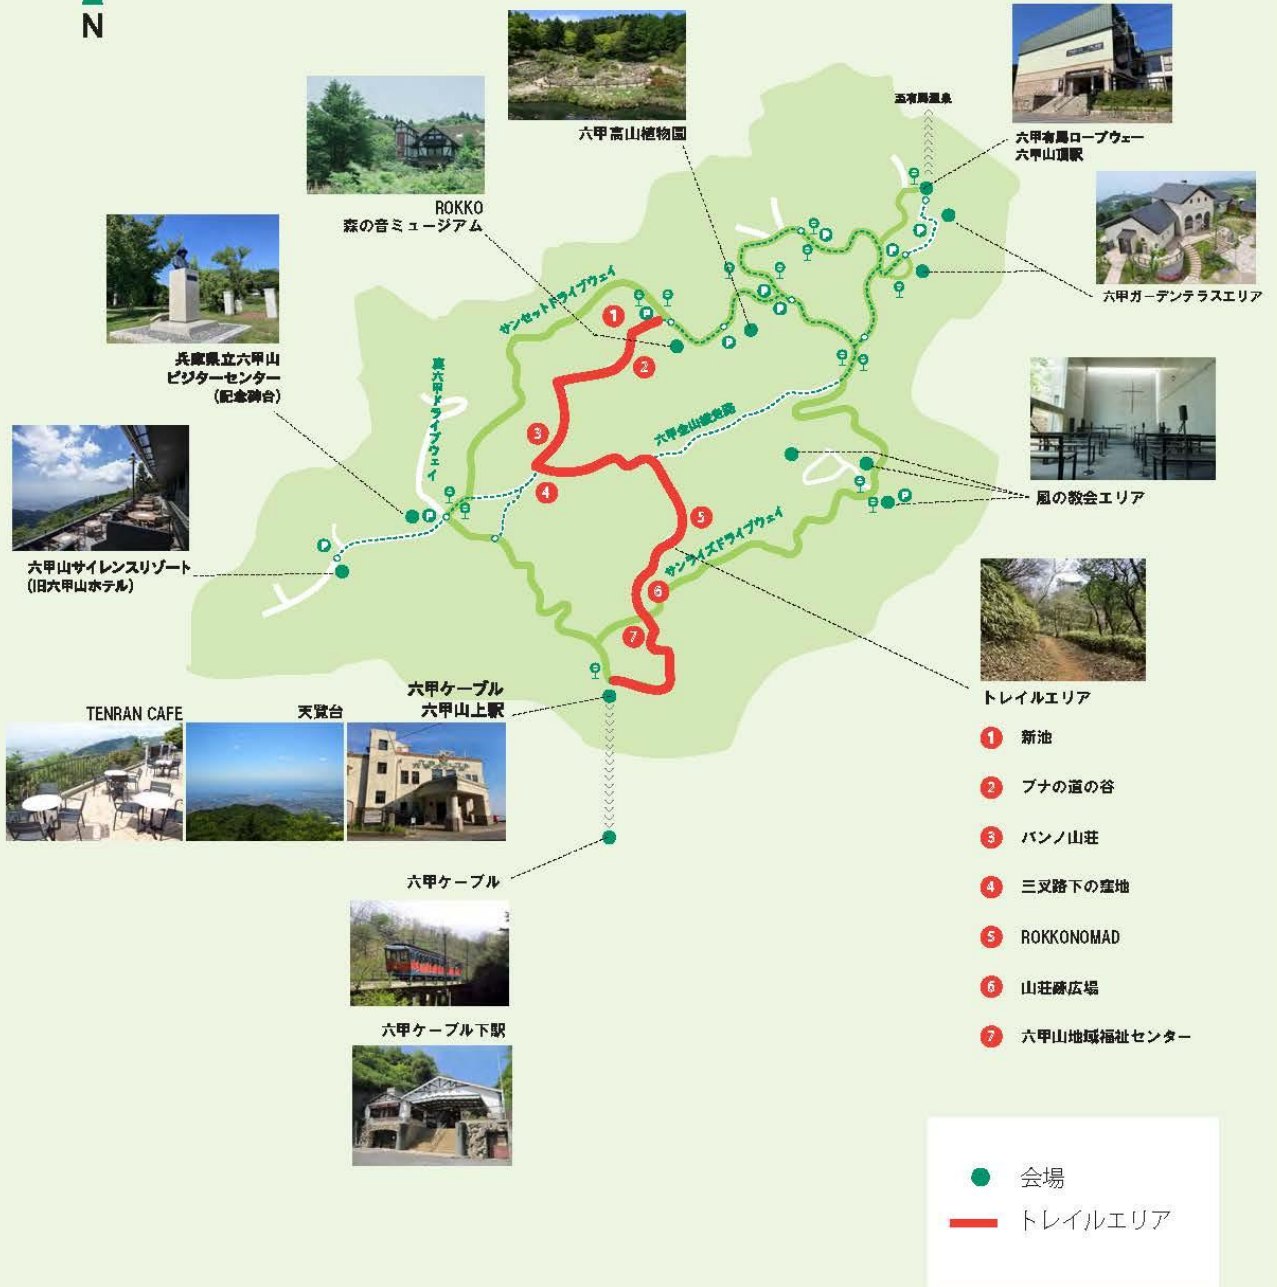 N
至有馬温泉
六甲高山植物園
六甲有馬ロープウェー
六甲山頂駅
ROKKO
森の音ミュージアム
六甲ガーデンテラスエリア
サンセットドライブウェイ
兵庫県立六甲山
ビジターセンター
(記念碑台)
裏六甲ドライブウェイ
六甲全山縦走路
風の教会エリア
六甲山サイレンスリゾート
(旧六甲山ホテル)
サンライズドライブウェイ
1
2
3
4
5
6
7
P
P
P
P
P
P
P
P
P
P
トレイルエリア
六甲ケーブル
六甲山上駅
TENRAN CAFE
天覧台
六甲ケーブル
六甲ケーブル下駅
1 新池
2 ブナの道の谷
3 バンノ山荘
4 三叉路下の窪地
5 ROKKONOMAD
6 山荘跡広場
7 六甲山地域福祉センター
会場
トレイルエリア